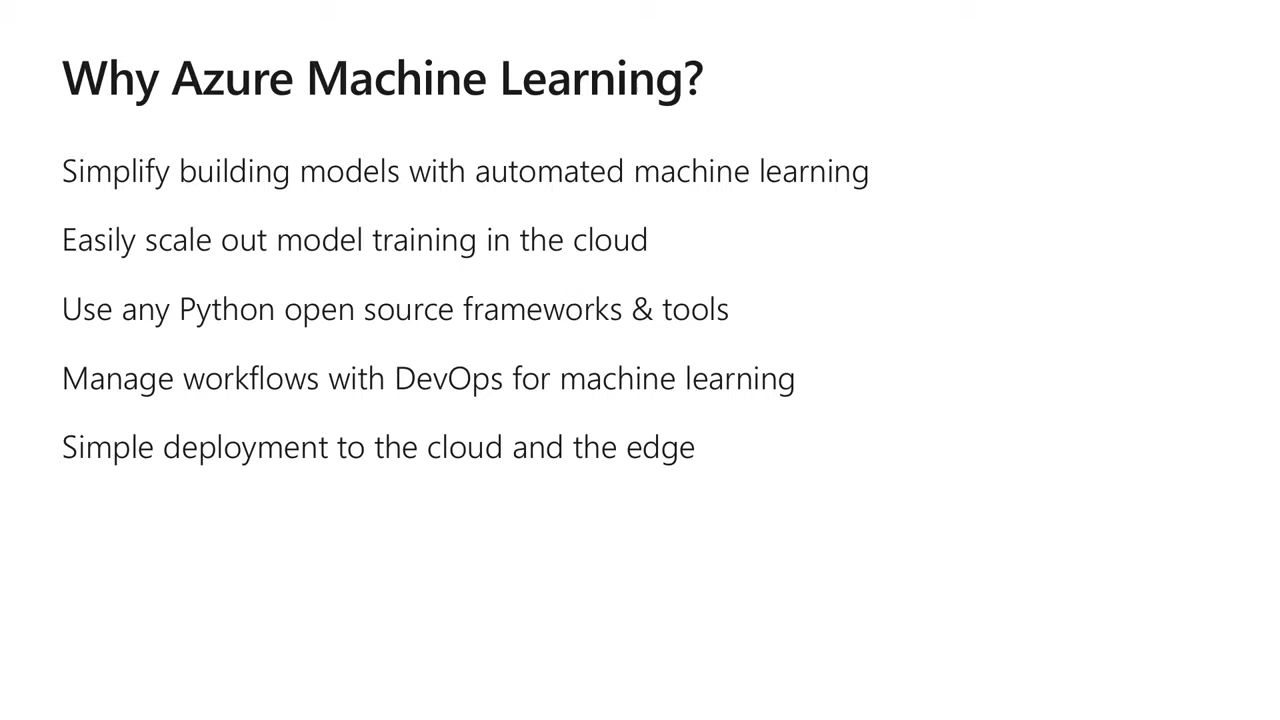 Why Azure Machine Learning?
Simplify building models with automated machine learning
Easily scale out model training in the cloud
Use any Python open source frameworks & tools
Manage workflows with DevOps for machine learning
Simple deployment to the cloud and the edge